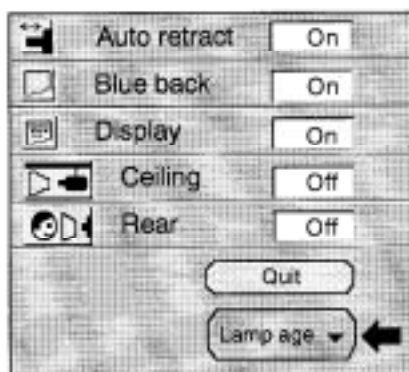 Auto retract On
Blue back On
Display On
Ceiling Off
Rear Off
Quit
Lamp age